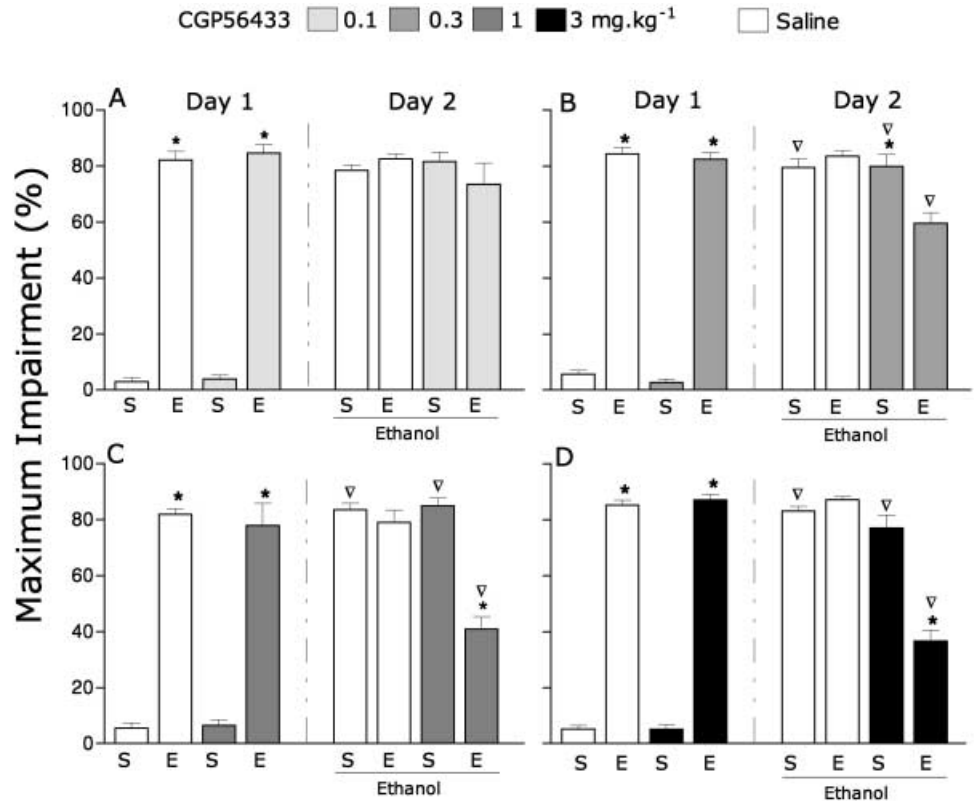 CGP56433 0.1 0.3 1 3 mg.kg⁻¹ Saline
Maximum Impairment (%)
A Day 1 Day 2
100
80
60
40
20
0
* *
S E S E S E S E
Ethanol
B Day 1 Day 2
* * ∇ ∇ * ∇
S E S E S E S E
Ethanol
C
100
80
60
40
20
0
* * ∇ ∇ ∇ *
S E S E S E S E
Ethanol
D
* * ∇ ∇ ∇ *
S E S E S E S E
Ethanol